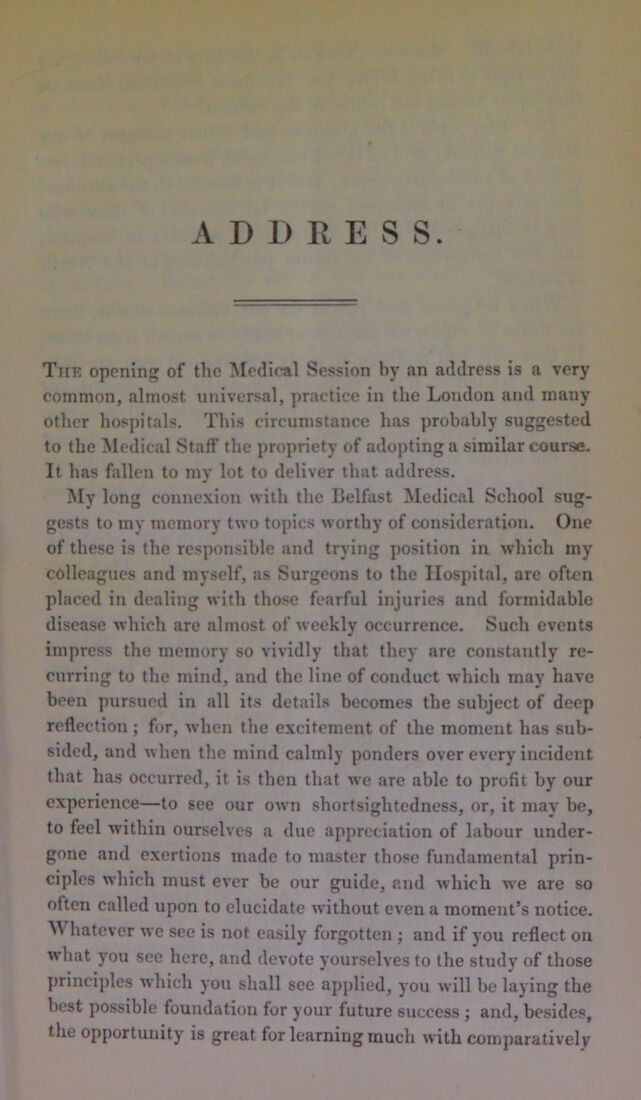 ADDRESS.
THE opening of the Medical Session by an address is a very
common, almost universal, practice in the London and many
other hospitals. This circumstance has probably suggested
to the Medical Staff the propriety of adopting a similar course.
It has fallen to my lot to deliver that address.
My long connexion with the Belfast Medical School sug-
gests to my memory two topics worthy of consideration. One
of these is the responsible and trying position in which my
colleagues and myself, as Surgeons to the Hospital, are often
placed in dealing with those fearful injuries and formidable
disease which are almost of weekly occurrence. Such events
impress the memory so vividly that they are constantly re-
curring to the mind, and the line of conduct which may have
been pursued in all its details becomes the subject of deep
reflection; for, when the excitement of the moment has sub-
sided, and when the mind calmly ponders over every incident
that has occurred, it is then that we are able to profit by our
experience—to see our own shortsightedness, or, it may be,
to feel within ourselves a due appreciation of labour under-
gone and exertions made to master those fundamental prin-
ciples which must ever be our guide, and which we are so
often called upon to elucidate without even a moment's notice.
Whatever we see is not easily forgotten; and if you reflect on
what you see here, and devote yourselves to the study of those
principles which you shall see applied, you will be laying the
best possible foundation for your future success; and, besides,
the opportunity is great for learning much with comparatively